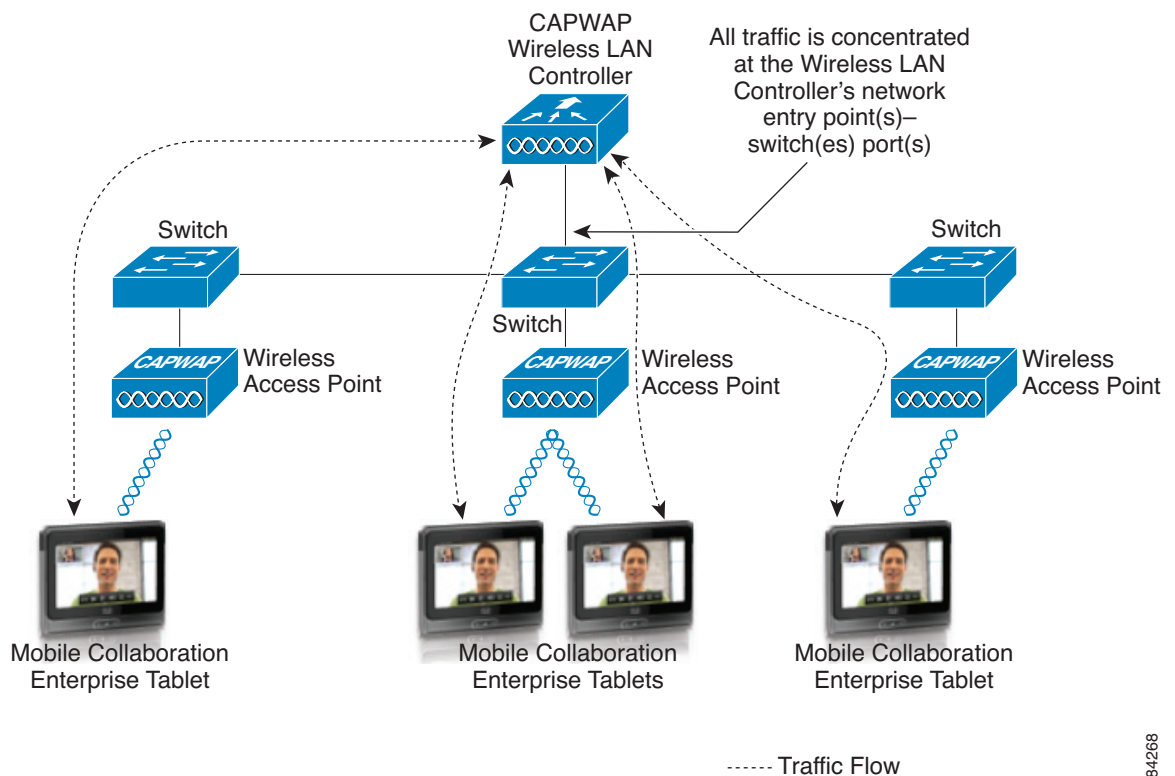 CAPWAP
Wireless LAN
Controller
All traffic is concentrated
at the Wireless LAN
Controller's network
entry point(s)–
switch(es) port(s)
Switch
Switch
Switch
CAPWAP
Wireless
Access Point
CAPWAP
Wireless
Access Point
CAPWAP
Wireless
Access Point
Mobile Collaboration
Enterprise Tablet
Mobile Collaboration
Enterprise Tablets
Mobile Collaboration
Enterprise Tablet
Traffic Flow